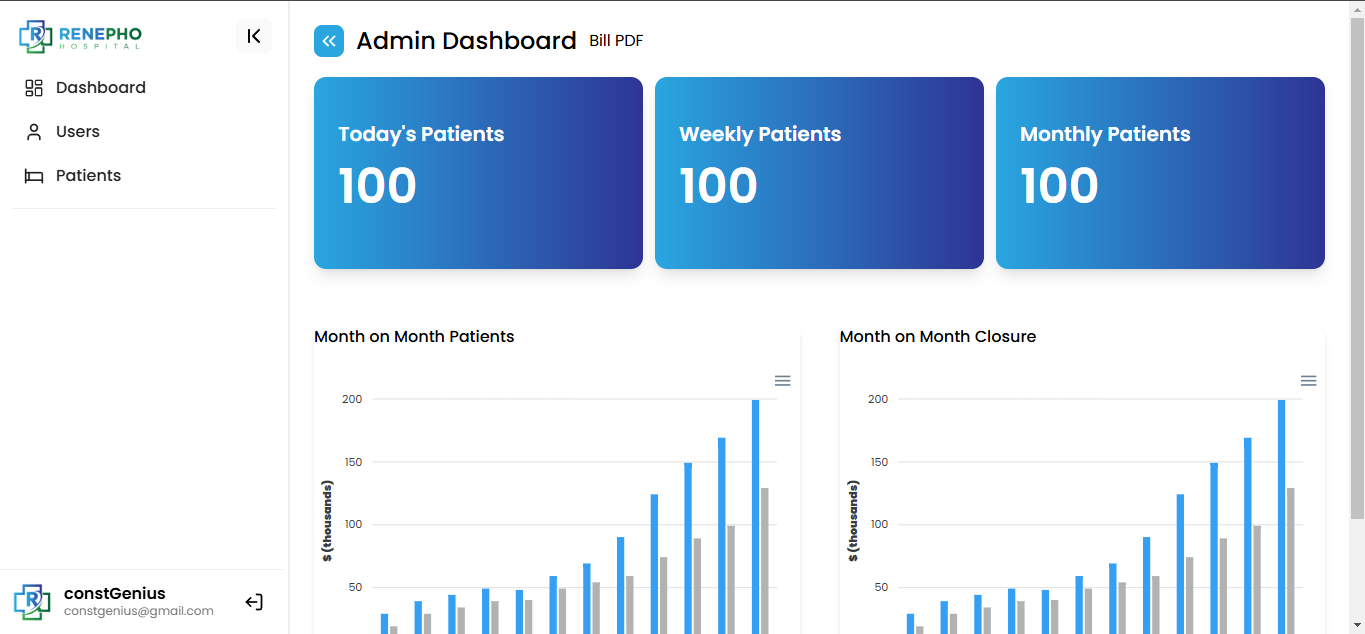 RENEPHO
HOSPITAL
Dashboard
Users
Patients
constGenius
constgenius@gmail.com
Admin Dashboard Bill PDF
Today's Patients
100
Weekly Patients
100
Monthly Patients
100
Month on Month Patients
$ (thousands)
200
150
100
50
Month on Month Closure
$ (thousands)
200
150
100
50